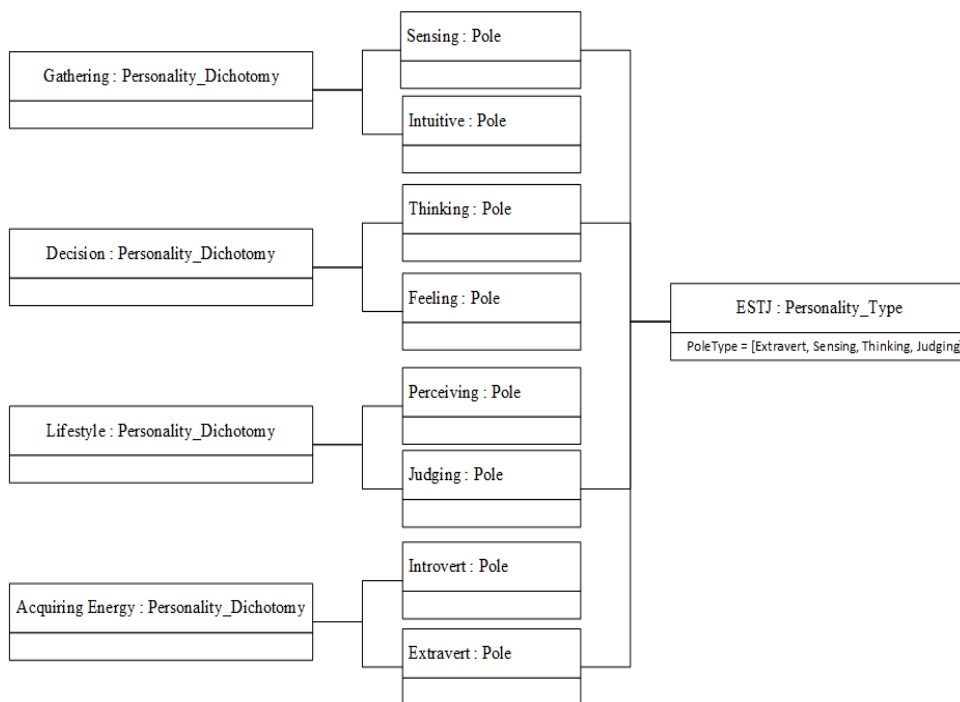 Sensing : Pole
Gathering : Personality_Dichotomy
Intuitive : Pole
Thinking : Pole
Decision : Personality_Dichotomy
Feeling : Pole
ESTJ : Personality_Type
PoleType = [Extravert, Sensing, Thinking, Judging]
Perceiving : Pole
Lifestyle : Personality_Dichotomy
Judging : Pole
Introvert : Pole
Acquiring Energy : Personality_Dichotomy
Extravert : Pole